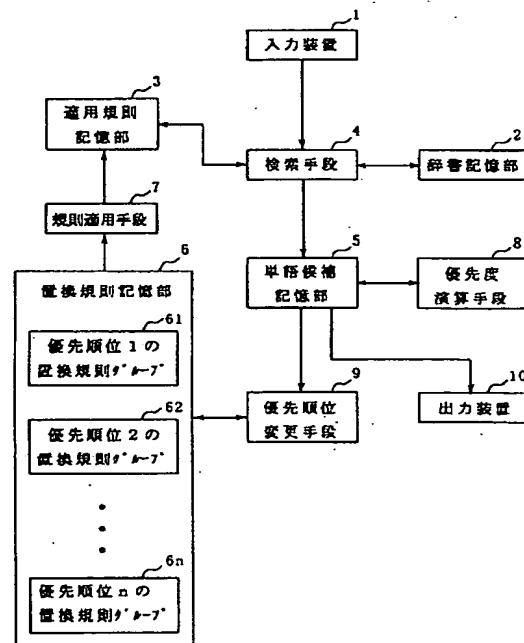 1
入力装置
3
適用規則
記憶部
4
検索手段
2
辞書記憶部
7
規則適用手段
5
単語候補
記憶部
8
優先度
演算手段
6
置換規則記憶部
61
優先順位1の
置換規則グループ
62
優先順位2の
置換規則グループ
9
優先順位
変更手段
10
出力装置
6n
優先順位nの
置換規則グループ